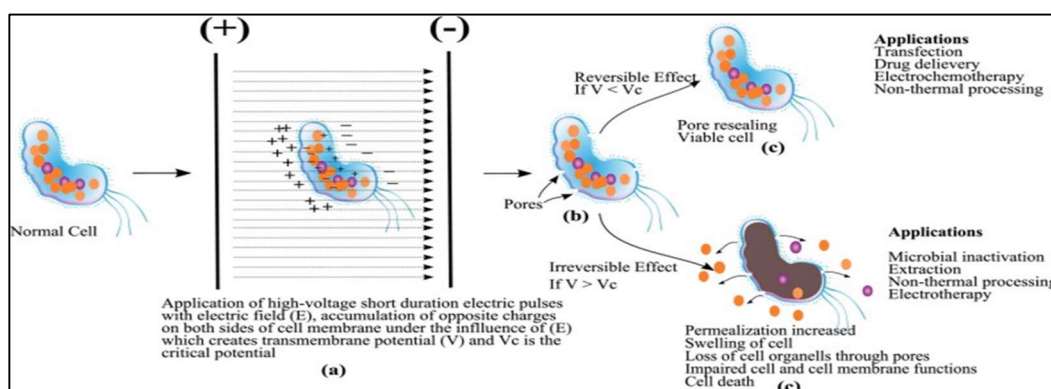 (+)
(-)
Normal Cell
Application of high-voltage short duration electric pulses
with electric field (E), accumulation of opposite charges
on both sides of cell membrane under the inflluence of (E)
which creates transmembrane potential (V) and Vc is the
critical potential
(a)
Pores
(b)
Reversible Effect
If V < Vc
Pore resealing
Viable cell
(c)
Applications
Transfection
Drug delievery
Electrochemotherapy
Non-thermal processing
Irreversible Effect
If V > Vc
Applications
Microbial inactivation
Extraction
Non-thermal processing
Electrotherapy
Permealization increased
Swelling of cell
Loss of cell organells through pores
Impaired cell and cell membrane functions
Cell death
(c)